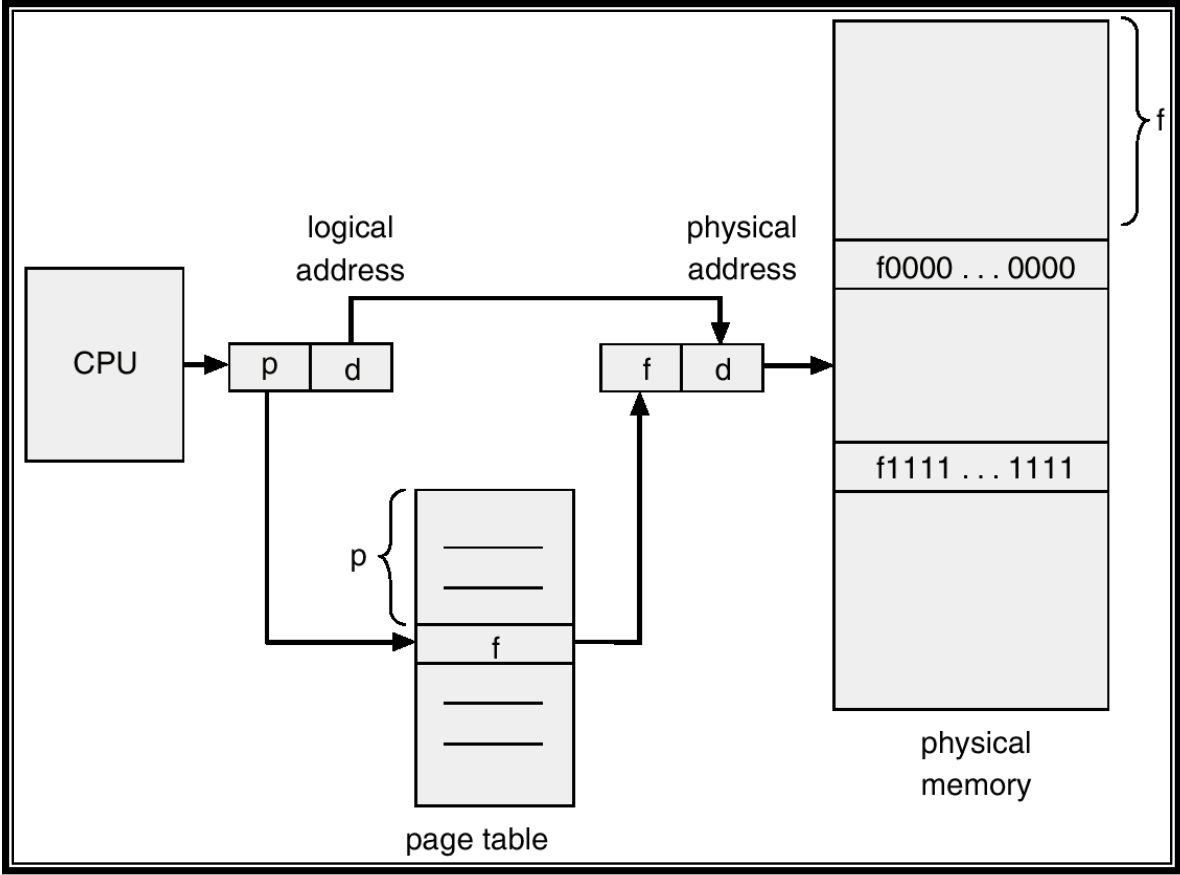 f
logical
address
physical
address
f0000 . . . 0000
CPU
p
d
f
d
f1111 . . . 1111
p
f
physical
memory
page table